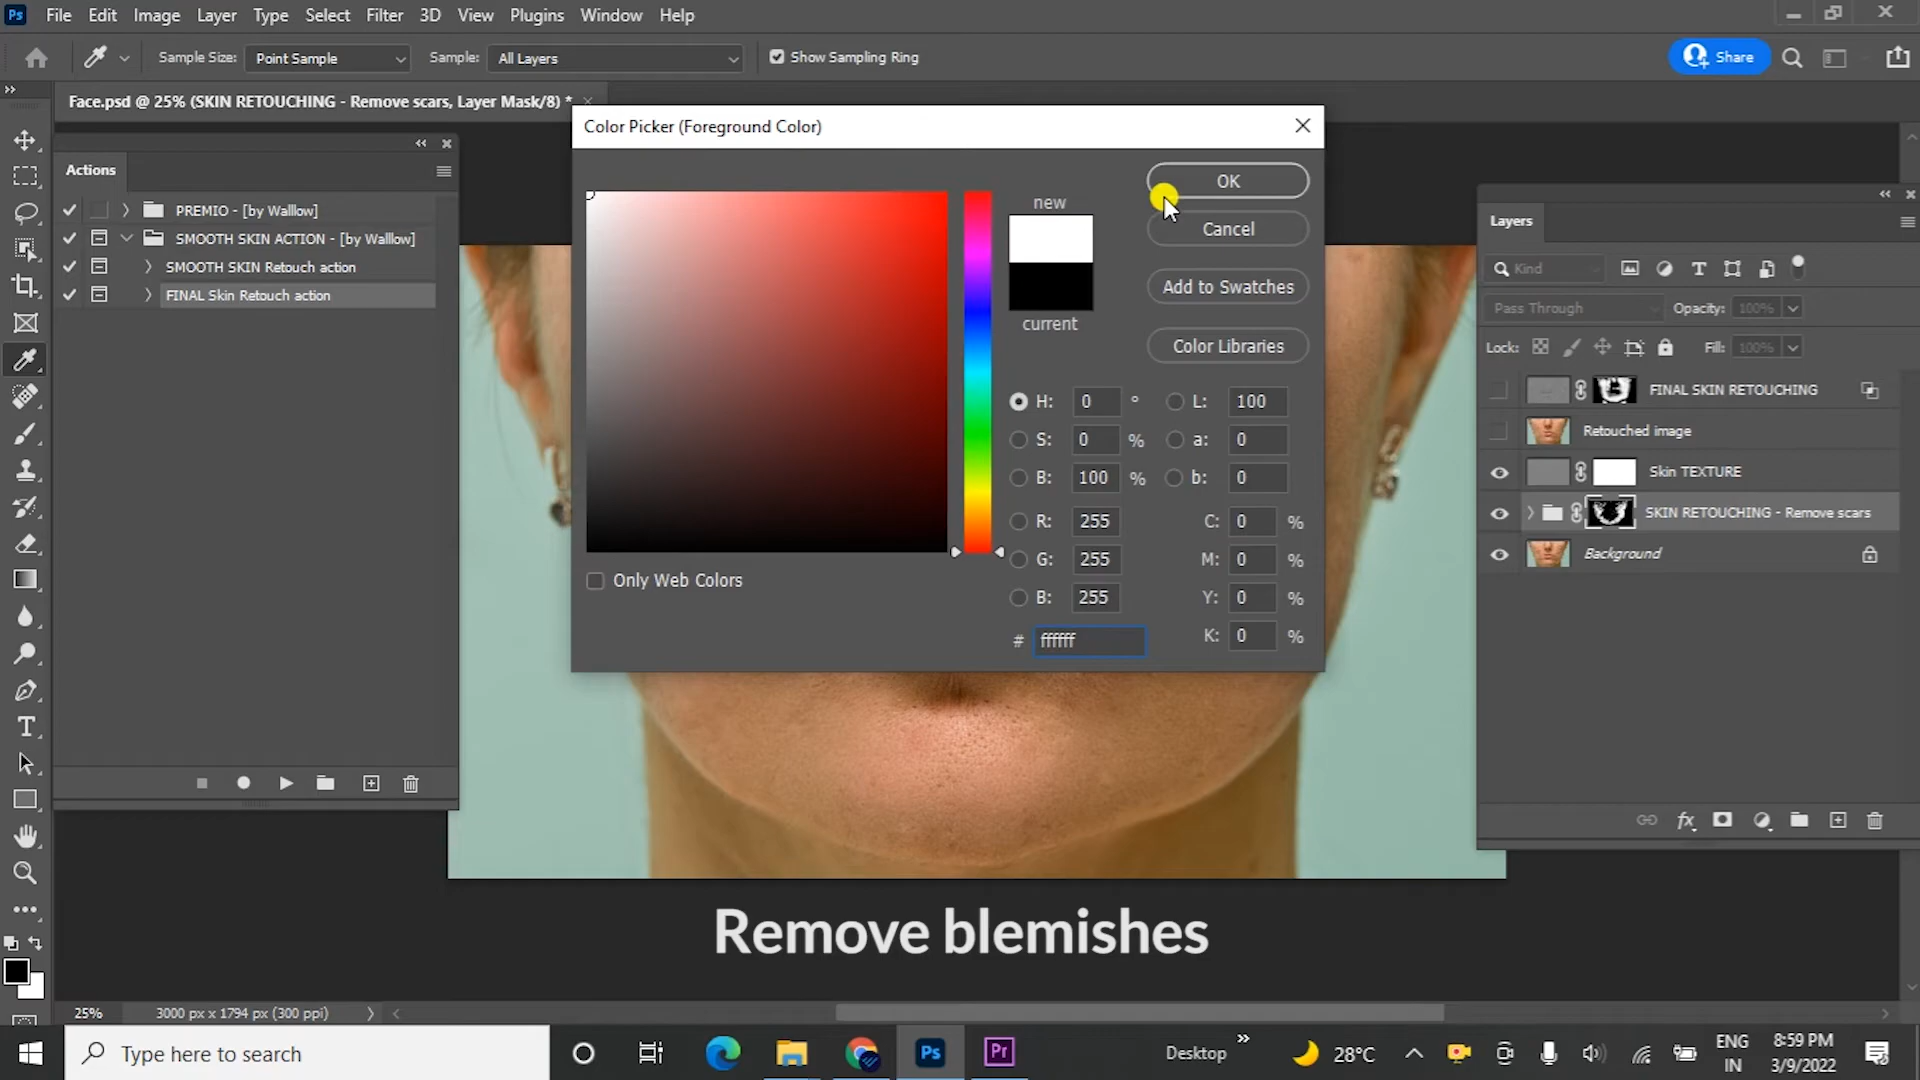 Ps File Edit Image Layer Type Select Filter 3D View Plugins Window Help
Sample Size: Point Sample Sample: All Layers Show Sampling Ring Share
Face.psd @ 25% (SKIN RETOUCHING - Remove scars, Layer Mask/8) *
Color Picker (Foreground Color)
Actions
PREMIO - [by Walllow]
SMOOTH SKIN ACTION - [by Walllow]
SMOOTH SKIN Retouch action
FINAL Skin Retouch action
new
current
OK
Cancel
Add to Swatches
Color Libraries
H: 0 ° L: 100
S: 0 % a: 0
B: 100 % b: 0
R: 255 C: 0 %
G: 255 M: 0 %
B: 255 Y: 0 %
# ffffff K: 0 %
Only Web Colors
Layers
Kind
Pass Through Opacity: 100%
Lock: Fill: 100%
FINAL SKIN RETOUCHING
Retouched image
Skin TEXTURE
SKIN RETOUCHING - Remove scars
Background
fx
Remove blemishes
25% 3000 px x 1794 px (300 ppi)
Type here to search
Ps Pr
Desktop
28°C
ENG
IN
8:59 PM
3/9/2022